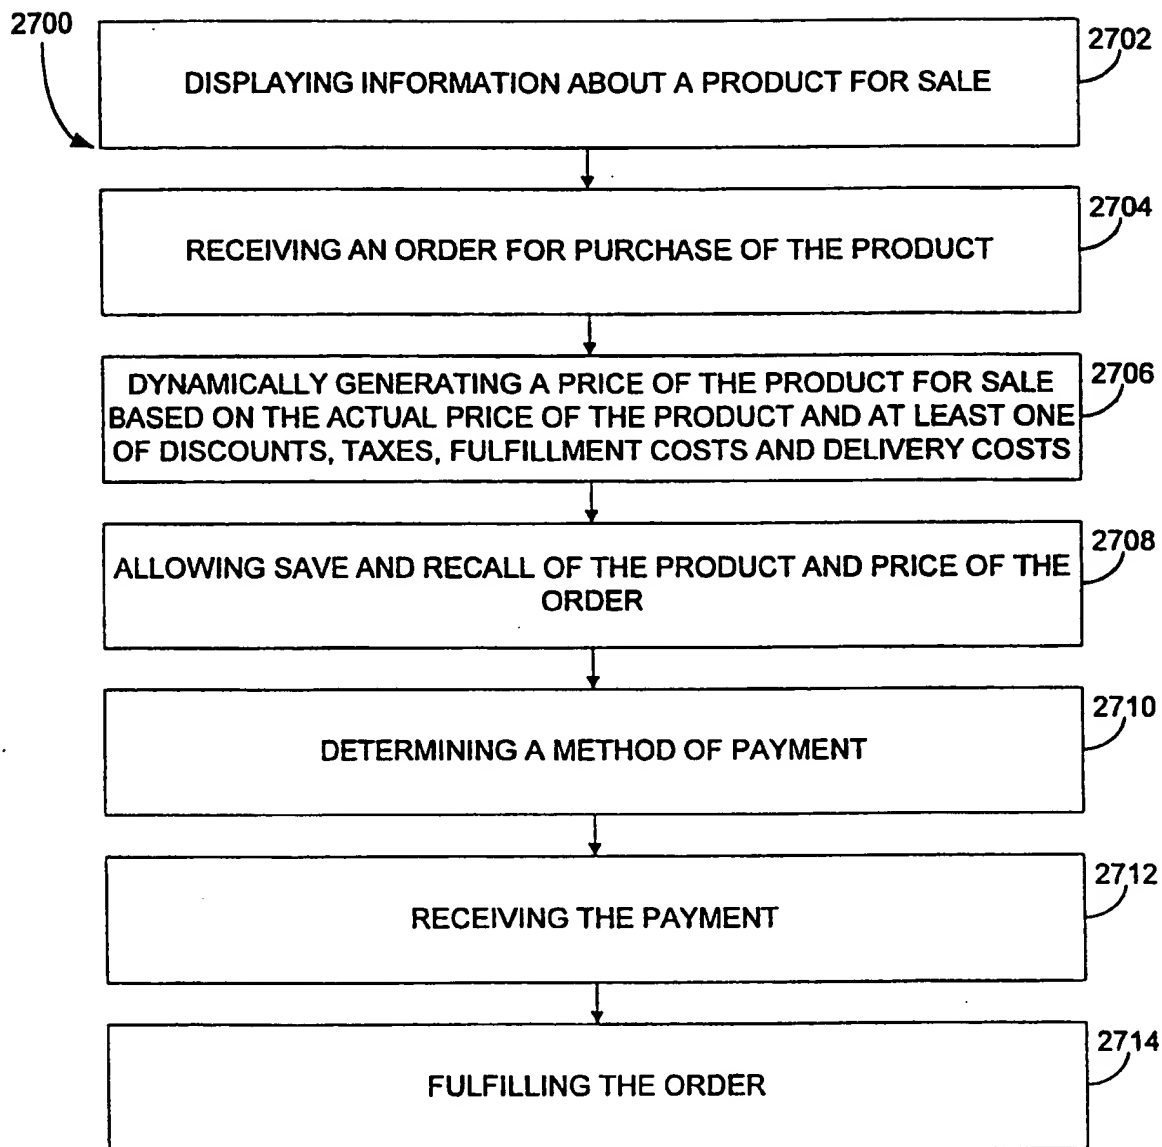 2700
DISPLAYING INFORMATION ABOUT A PRODUCT FOR SALE
2702
RECEIVING AN ORDER FOR PURCHASE OF THE PRODUCT
2704
DYNAMICALLY GENERATING A PRICE OF THE PRODUCT FOR SALE
BASED ON THE ACTUAL PRICE OF THE PRODUCT AND AT LEAST ONE
OF DISCOUNTS, TAXES, FULFILLMENT COSTS AND DELIVERY COSTS
2706
ALLOWING SAVE AND RECALL OF THE PRODUCT AND PRICE OF THE
ORDER
2708
DETERMINING A METHOD OF PAYMENT
2710
RECEIVING THE PAYMENT
2712
FULFILLING THE ORDER
2714